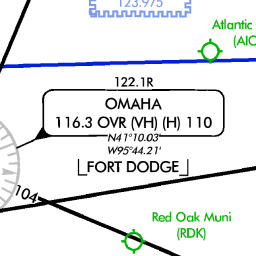 123.975
Atlantic
(AIO
122.1R
OMAHA
116.3 OVR (VH) (H) 110
N41°10.03'
W95°44.21'
FORT DODGE
104
Red Oak Muni
(RDK)